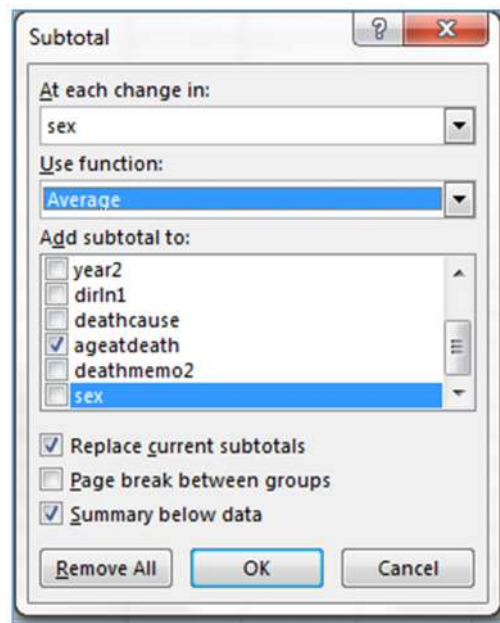 Subtotal
?
At each change in:
sex
Use function:
Average
Add subtotal to:
year2
dirln1
deathcause
ageatdeath
deathmemo2
sex
Replace current subtotals
Page break between groups
Summary below data
Remove All OK Cancel